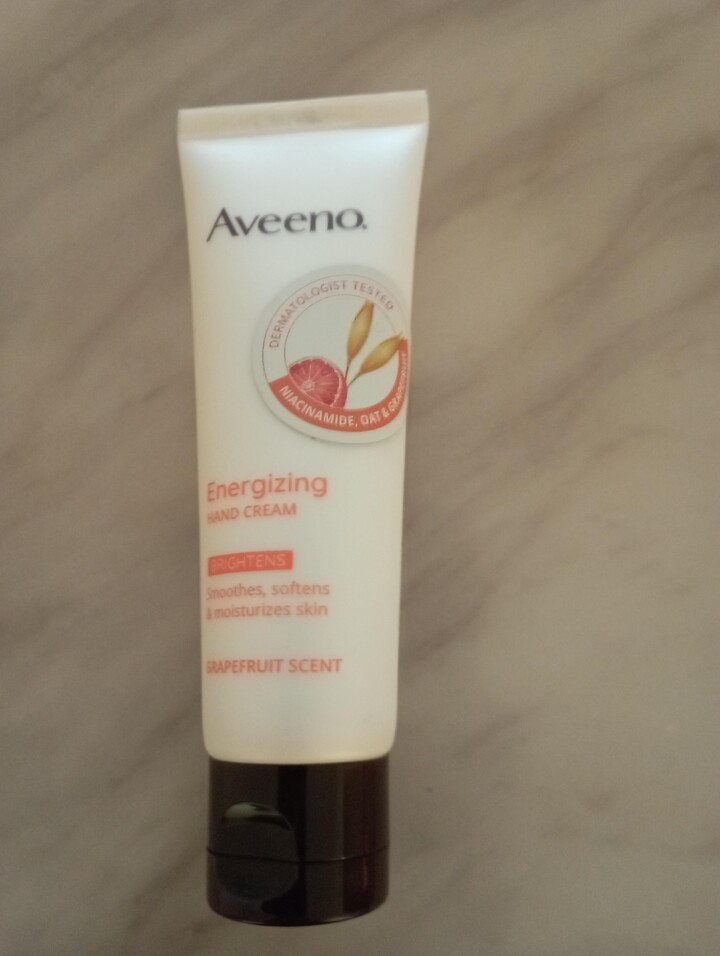 Aveeno.
DERMATOLOGIST TESTED
NIACINAMIDE, OAT & GRAPEFRUIT
Energizing
HAND CREAM
BRIGHTENS
Smoothes, softens
& moisturizes skin
GRAPEFRUIT SCENT